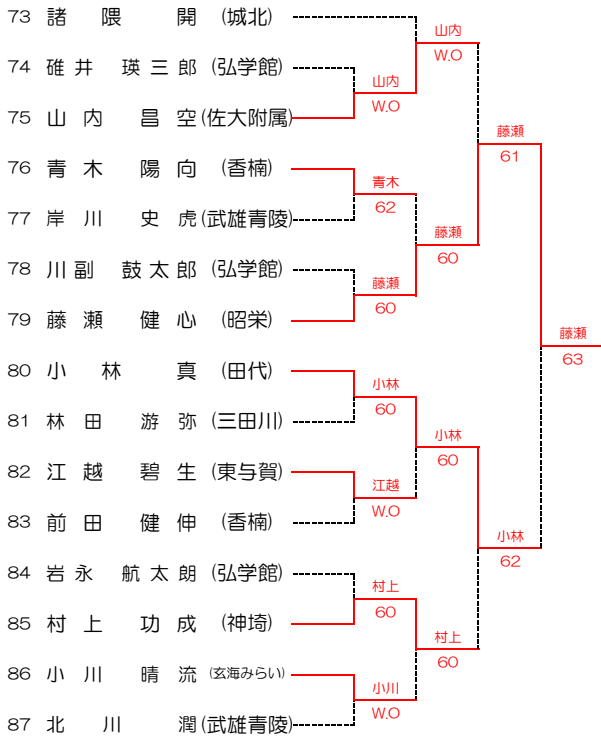 73 諸隈 開 (城北)
74 碓井 瑛三郎 (弘学館)
75 山内 昌空 (佐大附属)
76 青木 陽向 (香楠)
77 岸川 史虎 (武雄青陵)
78 川副 鼓太郎 (弘学館)
79 藤瀬 健心 (昭栄)
80 小林 真 (田代)
81 林田 游弥 (三田川)
82 江越 碧生 (東与賀)
83 前田 健伸 (香楠)
84 岩永 航太朗 (弘学館)
85 村上 功成 (神埼)
86 小川 晴流 (玄海みらい)
87 北川 潤 (武雄青陵)
山内
W.O
青木
62
藤瀬
60
小林
60
江越
W.O
村上
60
小川
W.O
山内
W.O
藤瀬
60
小林
60
村上
60
藤瀬
61
小林
62
藤瀬
63